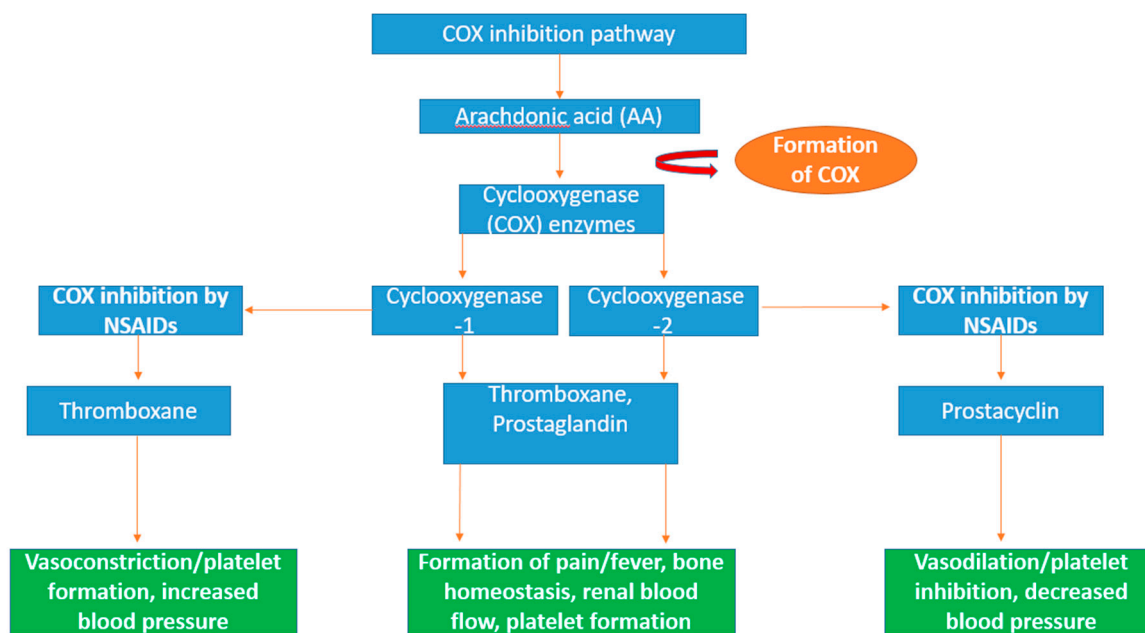 COX inhibition pathway
Arachdonic acid (AA)
Formation
of COX
Cyclooxygenase
(COX) enzymes
COX inhibition by
NSAIDs
Cyclooxygenase
-1
Cyclooxygenase
-2
COX inhibition by
NSAIDs
Thromboxane
Thromboxane,
Prostaglandin
Prostacyclin
Vasoconstriction/platelet
formation, increased
blood pressure
Formation of pain/fever, bone
homeostasis, renal blood
flow, platelet formation
Vasodilation/platelet
inhibition, decreased
blood pressure